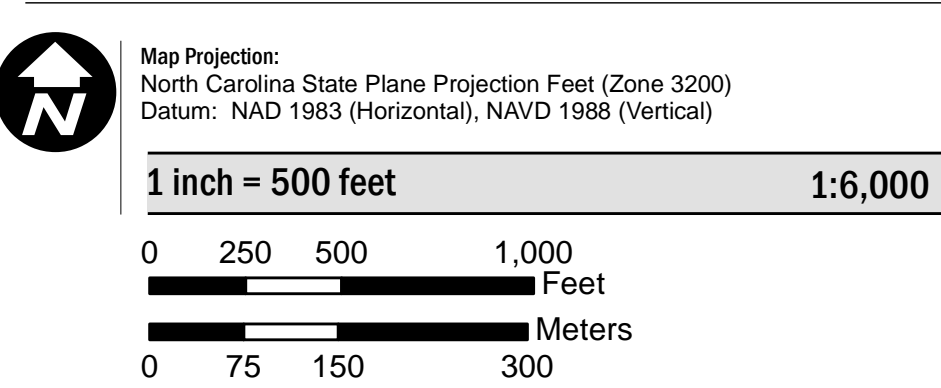 N
Map Projection:
North Carolina State Plane Projection Feet (Zone 3200)
Datum: NAD 1983 (Horizontal), NAVD 1988 (Vertical)
1 inch = 500 feet 1:6,000
0 250 500 1,000
Feet
Meters
0 75 150 300